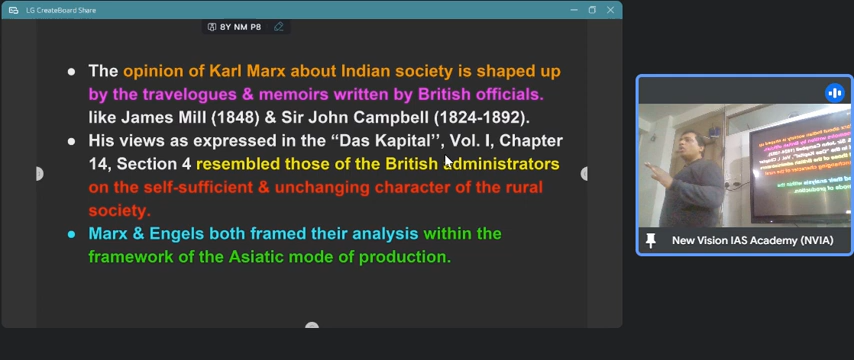 LG CreateBoard Share
8Y NM P8
● The opinion of Karl Marx about Indian society is shaped up
by the travelogues & memoirs written by British officials.
like James Mill (1848) & Sir John Campbell (1824-1892).
● His views as expressed in the “Das Kapital’’, Vol. I, Chapter
14, Section 4 resembled those of the British administrators
on the self-sufficient & unchanging character of the rural
society.
● Marx & Engels both framed their analysis within the
framework of the Asiatic mode of production.
New Vision IAS Academy (NVIA)